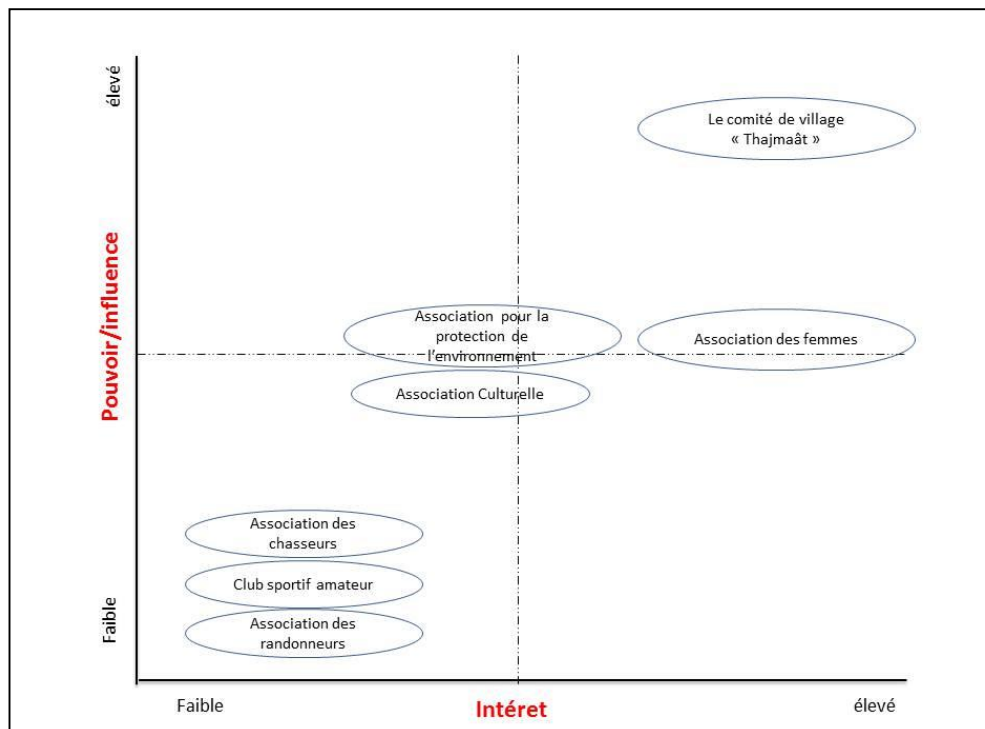 élevé
Le comité de village
« Thajmaât »
Pouvoir/influence
Association pour la
protection de
l'environnement
Association des femmes
Association Culturelle
Association des
chasseurs
Club sportif amateur
Association des
randonneurs
Faible
Faible
Intéret
élevé